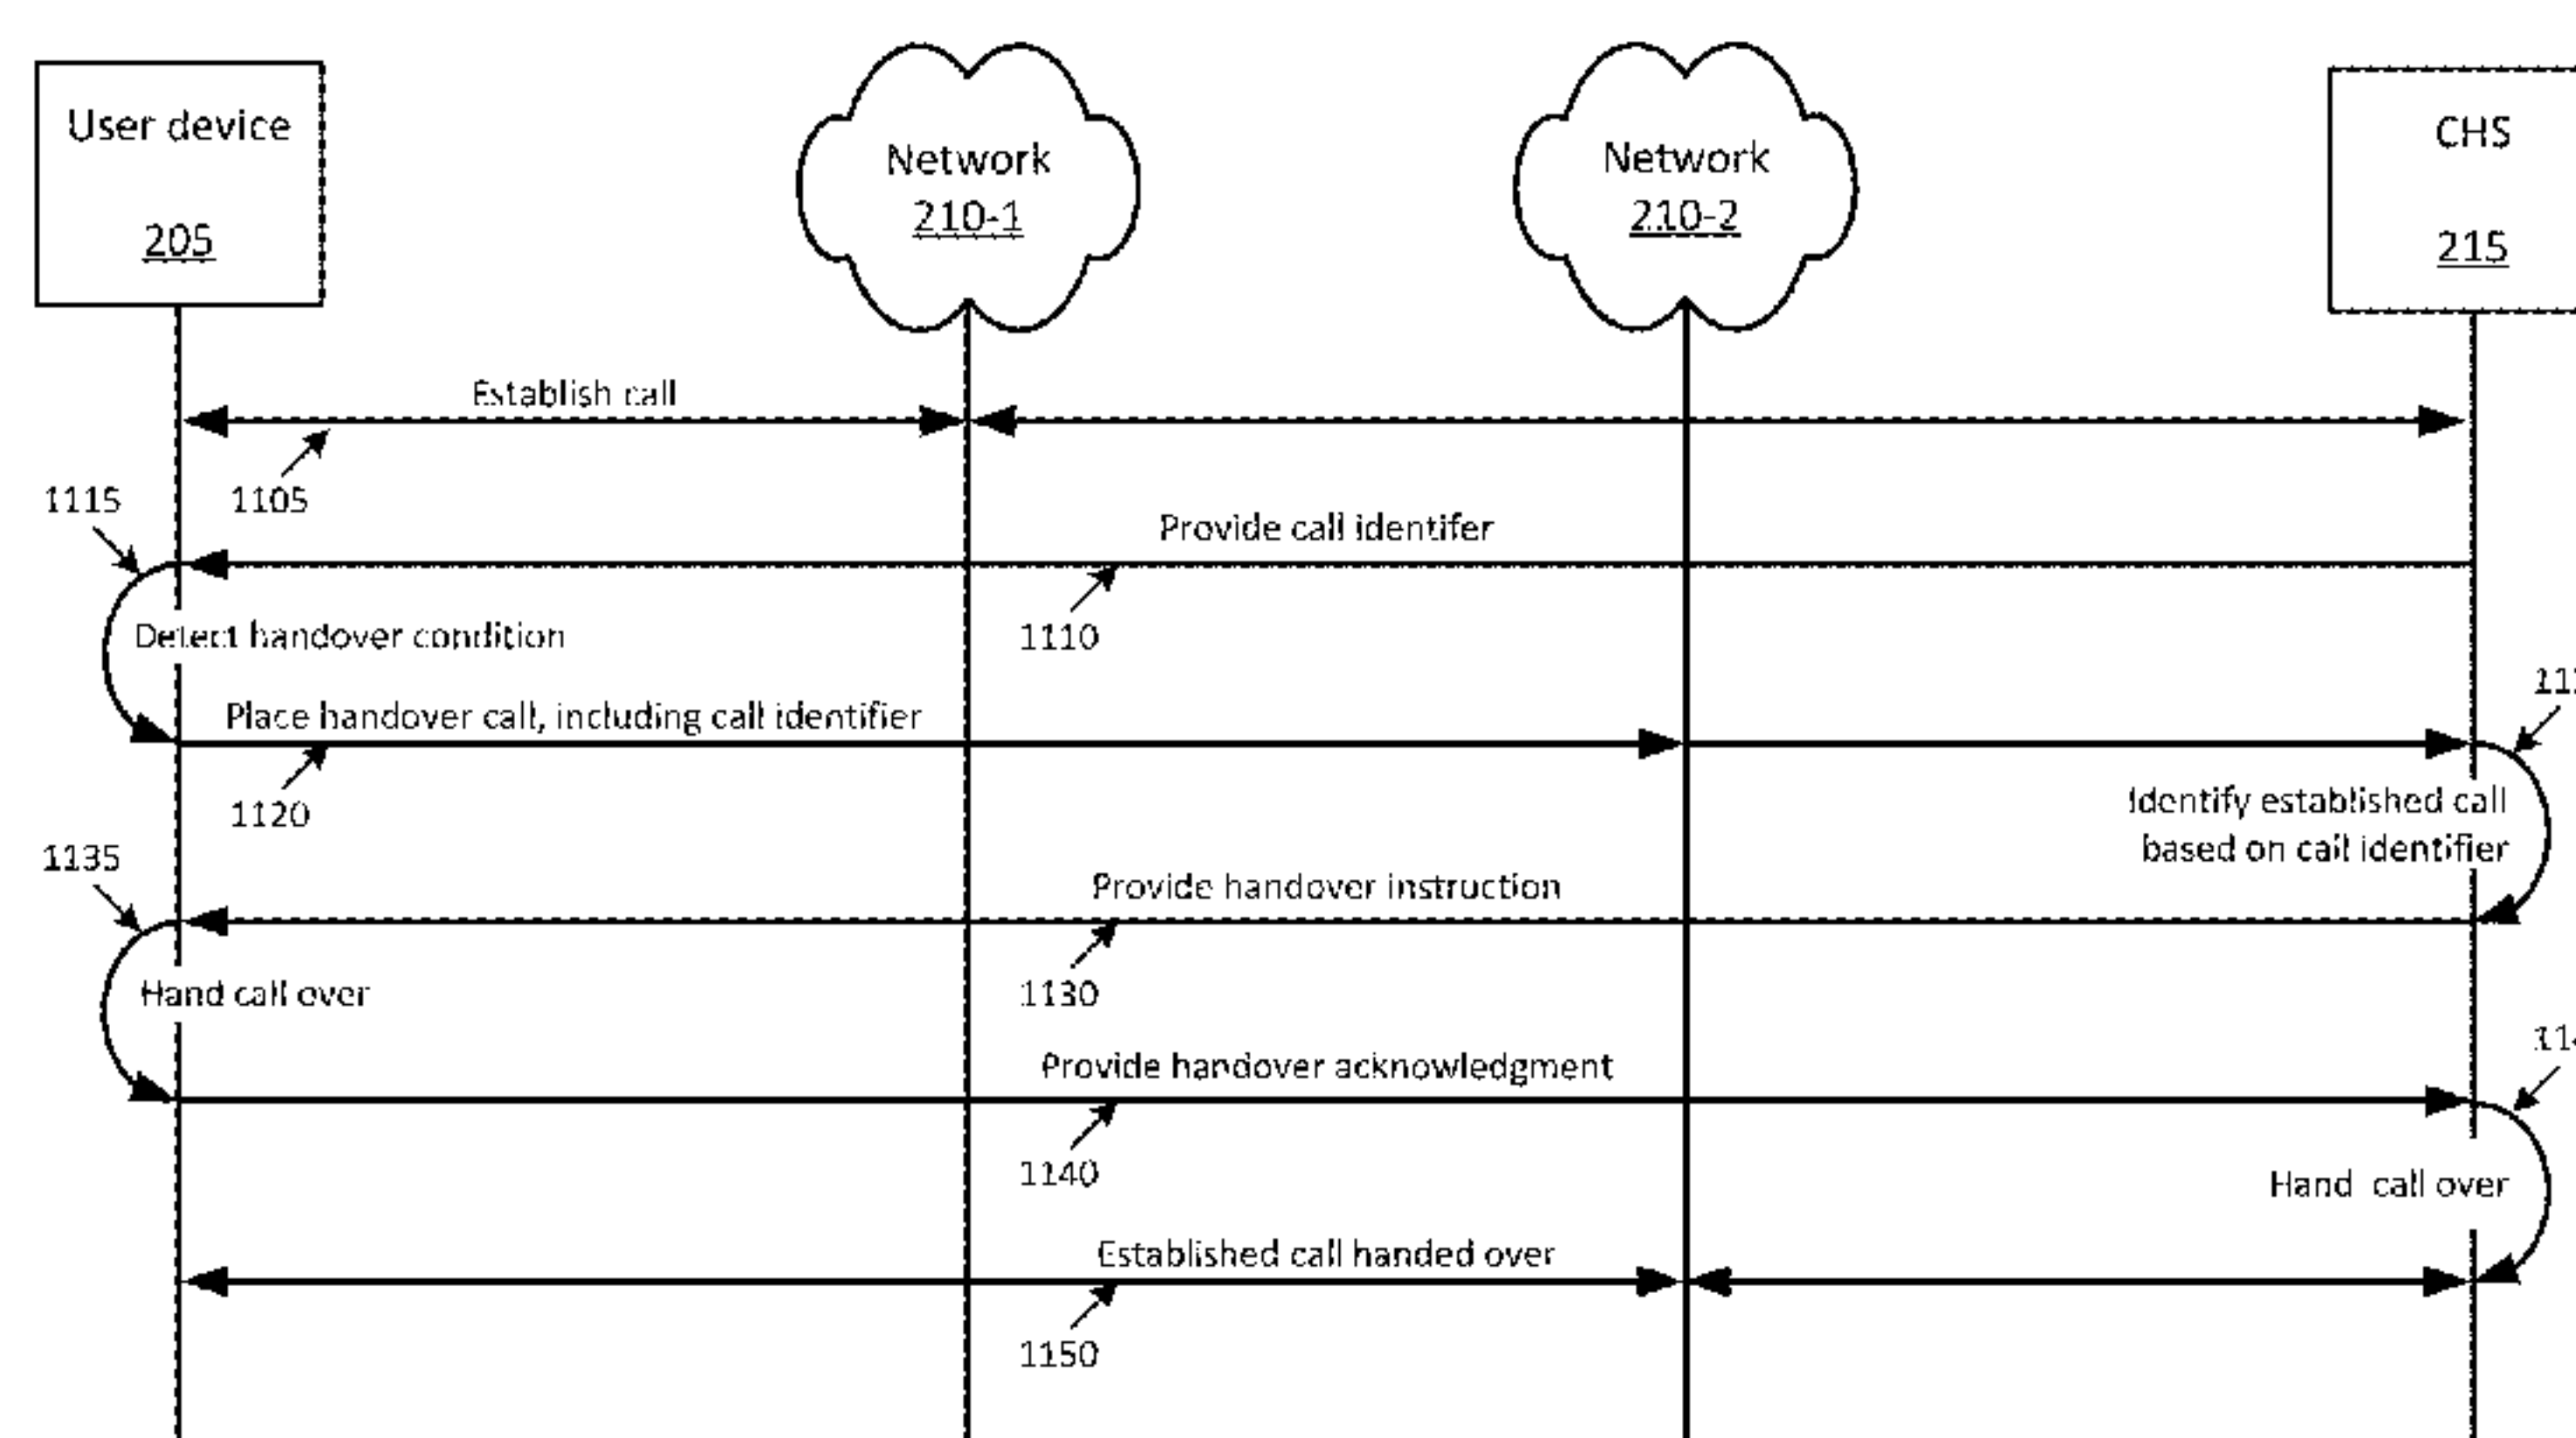 User device
205
Network
210-1
Network
210-2
CHS
215
Establish call
1105
1115
Provide call identifer
1110
Detect handover condition
Place handover call, including call identifier
1120
Identify established call
based on call identifier
1135
Provide handover instruction
1130
Hand call over
Provide handover acknowledgment
1140
Hand call over
Established call handed over
1150